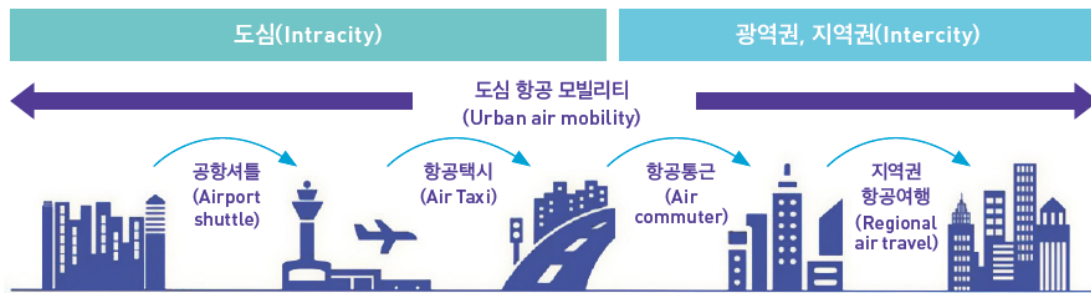 도심(Intracity)
광역권, 지역권(Intercity)
도심 항공 모빌리티
(Urban air mobility)
공항셔틀
(Airport
shuttle)
항공택시
(Air Taxi)
항공통근
(Air
commuter)
지역권
항공여행
(Regional
air travel)